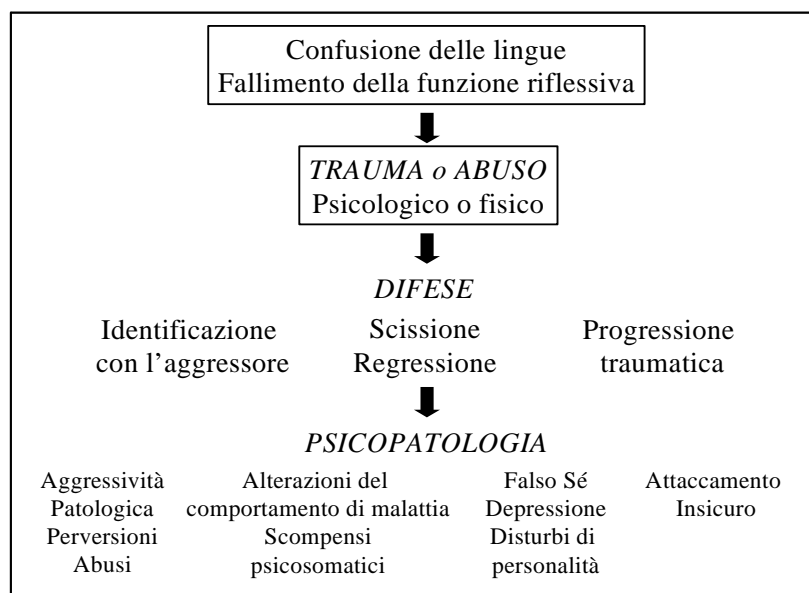 Confusione delle lingue
Fallimento della funzione riflessiva
TRAUMA o ABUSO
Psicologico o fisico
DIFESE
Identificazione
con l’aggressore
Scissione
Regressione
Progressione
traumatica
PSICOPATOLOGIA
Aggressività
Patologica
Perversioni
Abusi
Alterazioni del
comportamento di malattia
Scompensi
psicosomatici
Falso Sé
Depressione
Disturbi di
personalità
Attaccamento
Insicuro